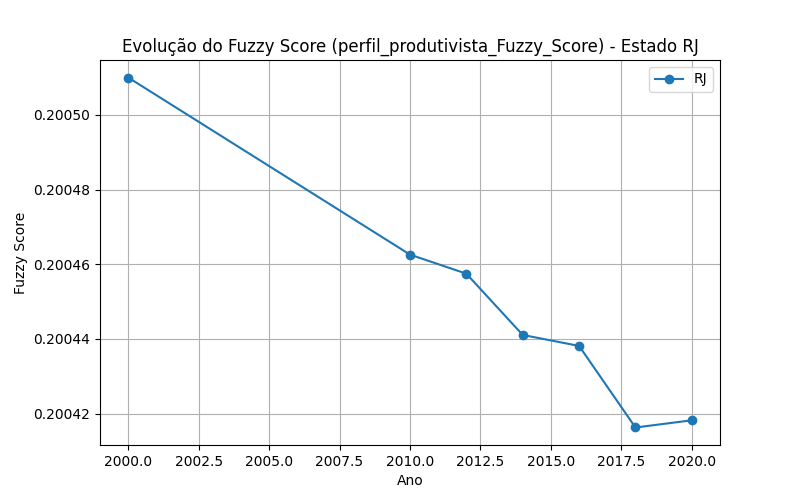 Evolução do Fuzzy Score (perfil_produtivista_Fuzzy_Score) - Estado RJ
RJ
0.20050
0.20048
0.20046
0.20044
0.20042
Fuzzy Score
2000.0 2002.5 2005.0 2007.5 2010.0 2012.5 2015.0 2017.5 2020.0
Ano